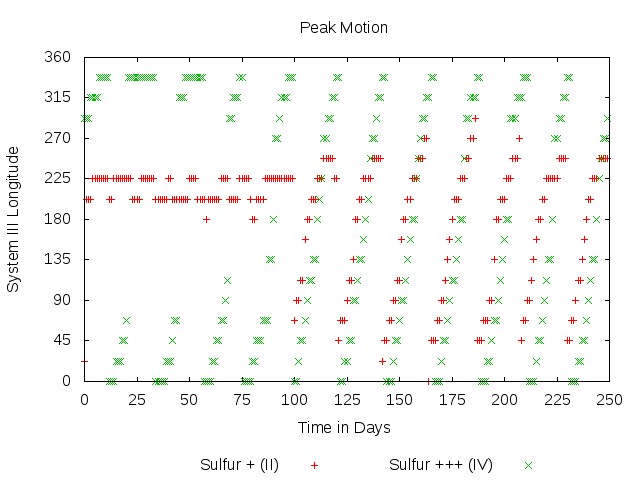 Peak Motion
360
315
270
225
180
135
90
45
0
System III Longitude
0 25 50 75 100 125 150 175 200 225 250
Time in Days
Sulfur + (II) Sulfur +++ (IV)